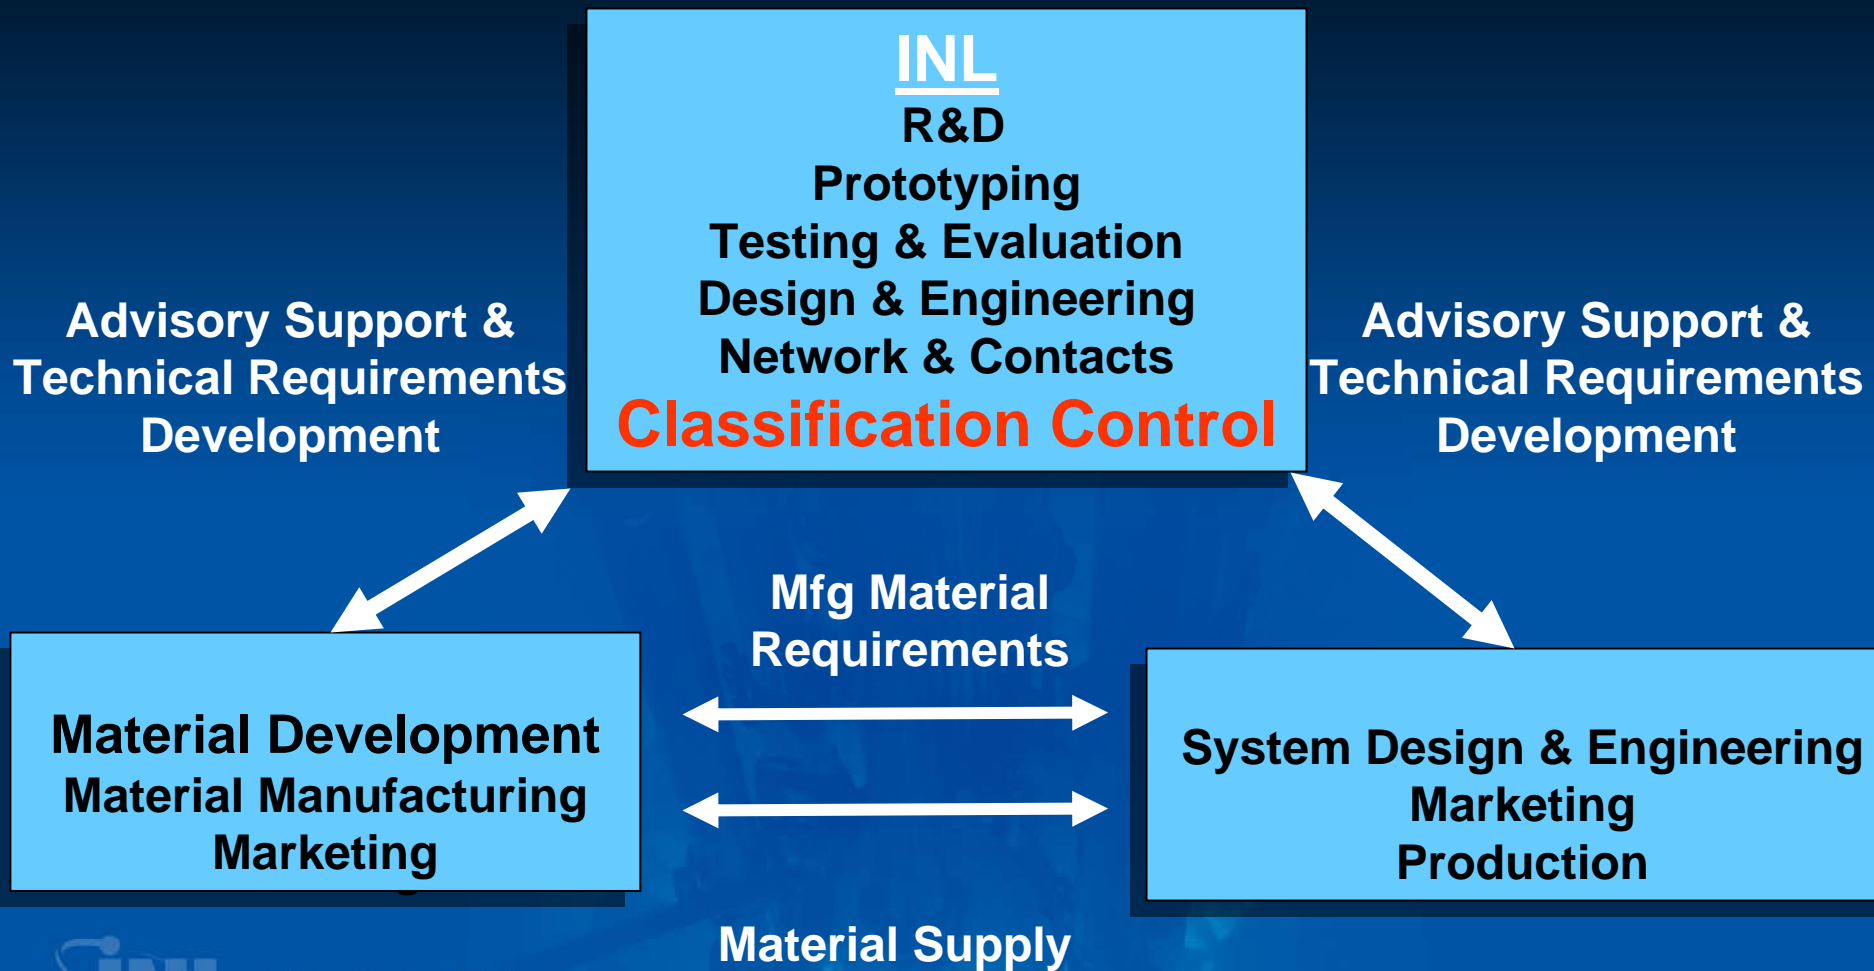 INL
R&D
Prototyping
Testing & Evaluation
Design & Engineering
Network & Contacts
Classification Control
Advisory Support &
Technical Requirements
Development
Advisory Support &
Technical Requirements
Development
Mfg Material
Requirements
Material Development
Material Manufacturing
Marketing
System Design & Engineering
Marketing
Production
Material Supply
INL